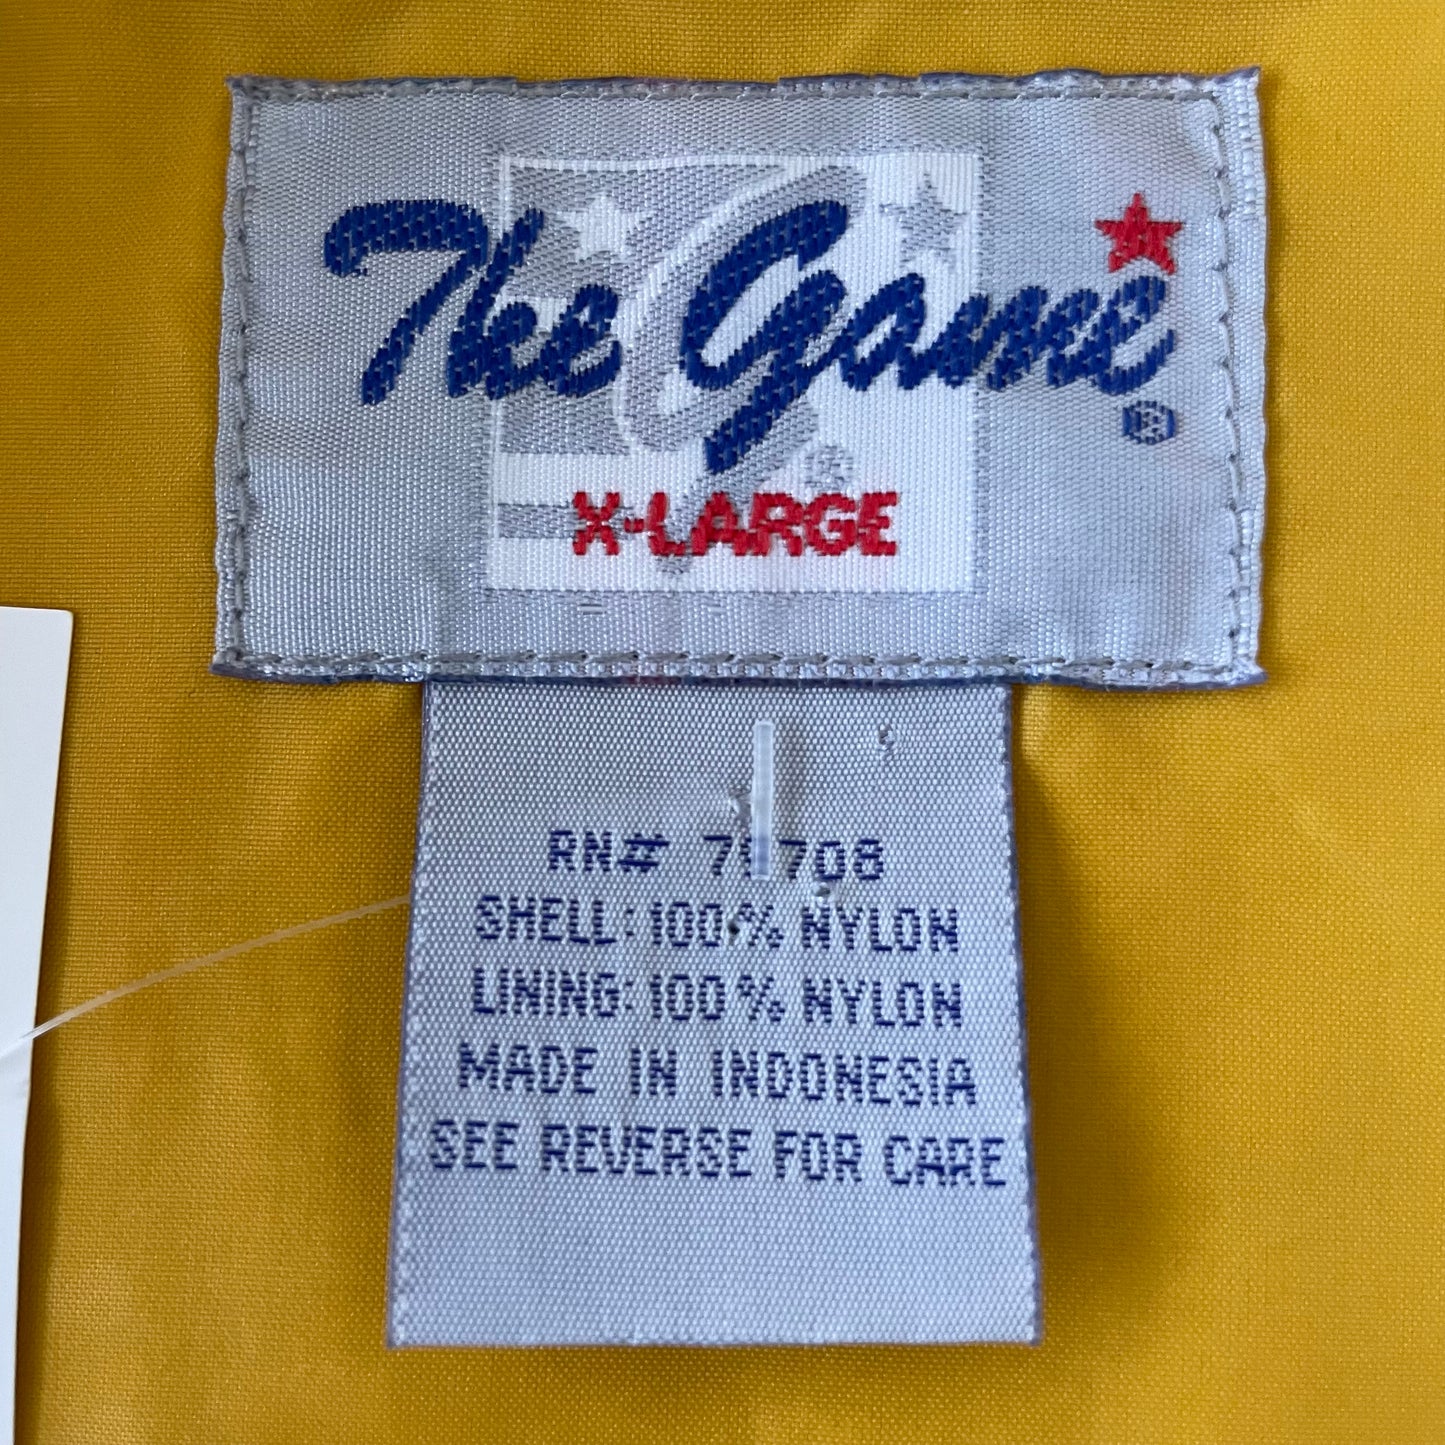 The Game
®
®
X-LARGE
RN#
SHELL: 100% NYLON
LINING: 100% NYLON
MADE IN INDONESIA
SEE REVERSE FOR CARE